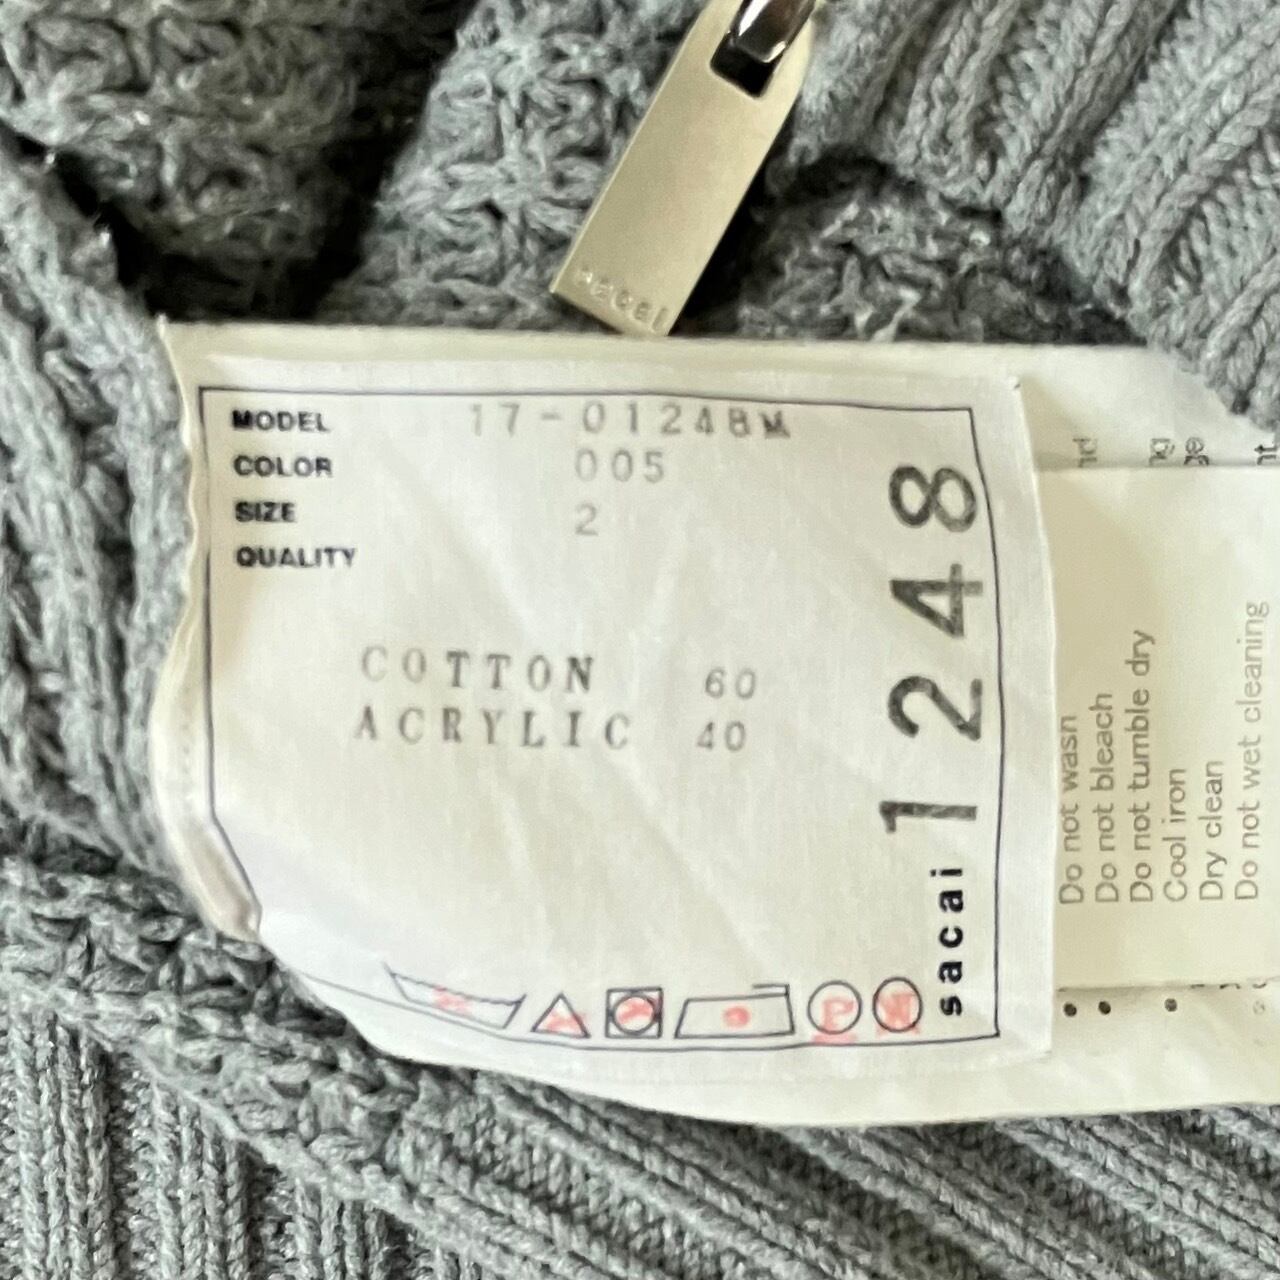 sacai
MODEL 17-01248M
COLOR 005
SIZE 2
QUALITY
COTTON 60
ACRYLIC 40
1248
sacai
P
W
Do not wash
Do not bleach
Do not tumble dry
Cool iron
Dry clean
Do not wet cleaning